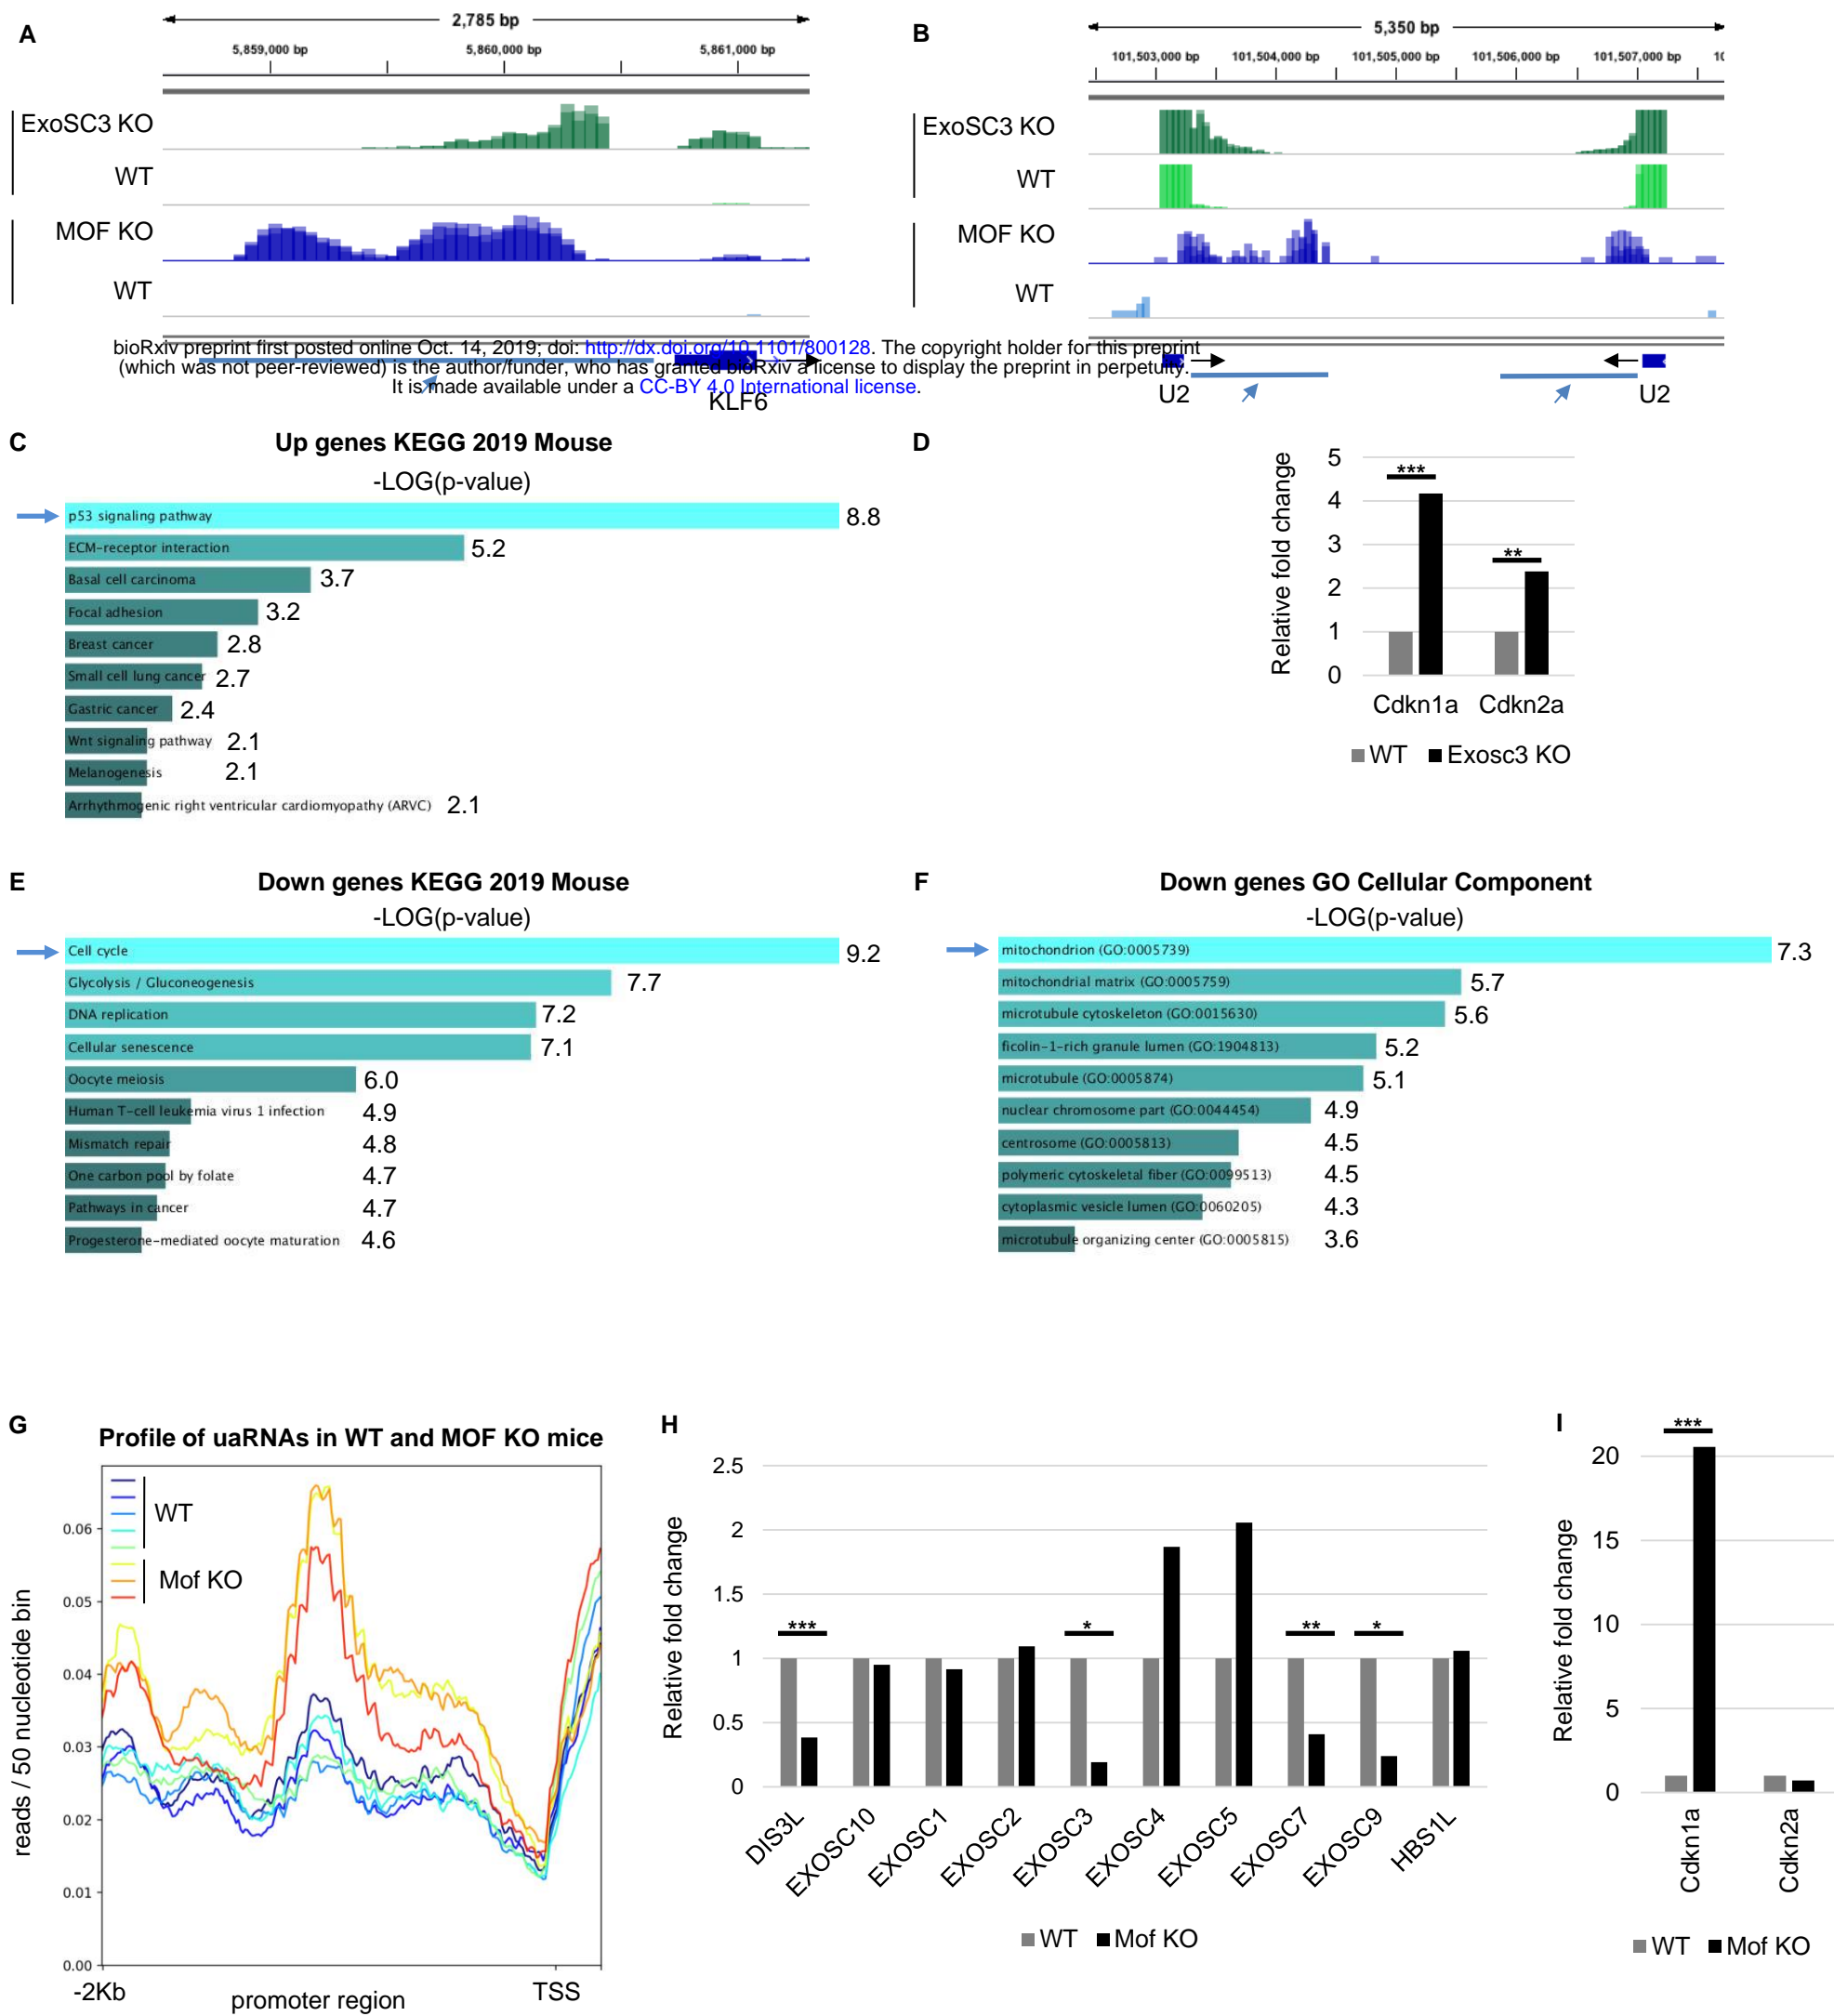 A
2,785 bp
5,859,000 bp 5,860,000 bp 5,861,000 bp
ExoSC3 KO
WT
MOF KO
WT
KLF6
B
5,350 bp
101,503,000 bp 101,504,000 bp 101,505,000 bp 101,506,000 bp 101,507,000 bp 10
ExoSC3 KO
WT
MOF KO
WT
U2 U2
bioRxiv preprint first posted online Oct. 14, 2019; doi: http://dx.doi.org/10.1101/800128. The copyright holder for this preprint
(which was not peer-reviewed) is the author/funder, who has granted bioRxiv a license to display the preprint in perpetuity.
It is made available under a CC-BY 4.0 International license.
C
Up genes KEGG 2019 Mouse
-LOG(p-value)
p53 signaling pathway 8.8
ECM-receptor interaction 5.2
Basal cell carcinoma 3.7
Focal adhesion 3.2
Breast cancer 2.8
Small cell lung cancer 2.7
Gastric cancer 2.4
Wnt signaling pathway 2.1
Melanogenesis 2.1
Arrhythmogenic right ventricular cardiomyopathy (ARVC) 2.1
D
Relative fold change
5
4
3
2
1
0
***
**
Cdkn1a Cdkn2a
WT Exosc3 KO
E
Down genes KEGG 2019 Mouse
-LOG(p-value)
Cell cycle 9.2
Glycolysis / Gluconeogenesis 7.7
DNA replication 7.2
Cellular senescence 7.1
Oocyte meiosis 6.0
Human T-cell leukemia virus 1 infection 4.9
Mismatch repair 4.8
One carbon pool by folate 4.7
Pathways in cancer 4.7
Progesterone-mediated oocyte maturation 4.6
F
Down genes GO Cellular Component
-LOG(p-value)
mitochondrion (GO:0005739) 7.3
mitochondrial matrix (GO:0005759) 5.7
microtubule cytoskeleton (GO:0015630) 5.6
ficolin-1-rich granule lumen (GO:1904813) 5.2
microtubule (GO:0005874) 5.1
nuclear chromosome part (GO:0044454) 4.9
centrosome (GO:0005813) 4.5
polymeric cytoskeletal fiber (GO:0099513) 4.5
cytoplasmic vesicle lumen (GO:0060205) 4.3
microtubule organizing center (GO:0005815) 3.6
G
Profile of uaRNAs in WT and MOF KO mice
WT
Mof KO
reads / 50 nucleotide bin
0.06
0.05
0.04
0.03
0.02
0.01
0.00
-2Kb TSS
promoter region
H
Relative fold change
2.5
2
1.5
1
0.5
0
*** * ** *
DIS3L EXOSC10 EXOSC1 EXOSC2 EXOSC3 EXOSC4 EXOSC5 EXOSC7 EXOSC9 HBS1L
WT Mof KO
I
Relative fold change
***
20
15
10
5
0
Cdkn1a Cdkn2a
WT Mof KO